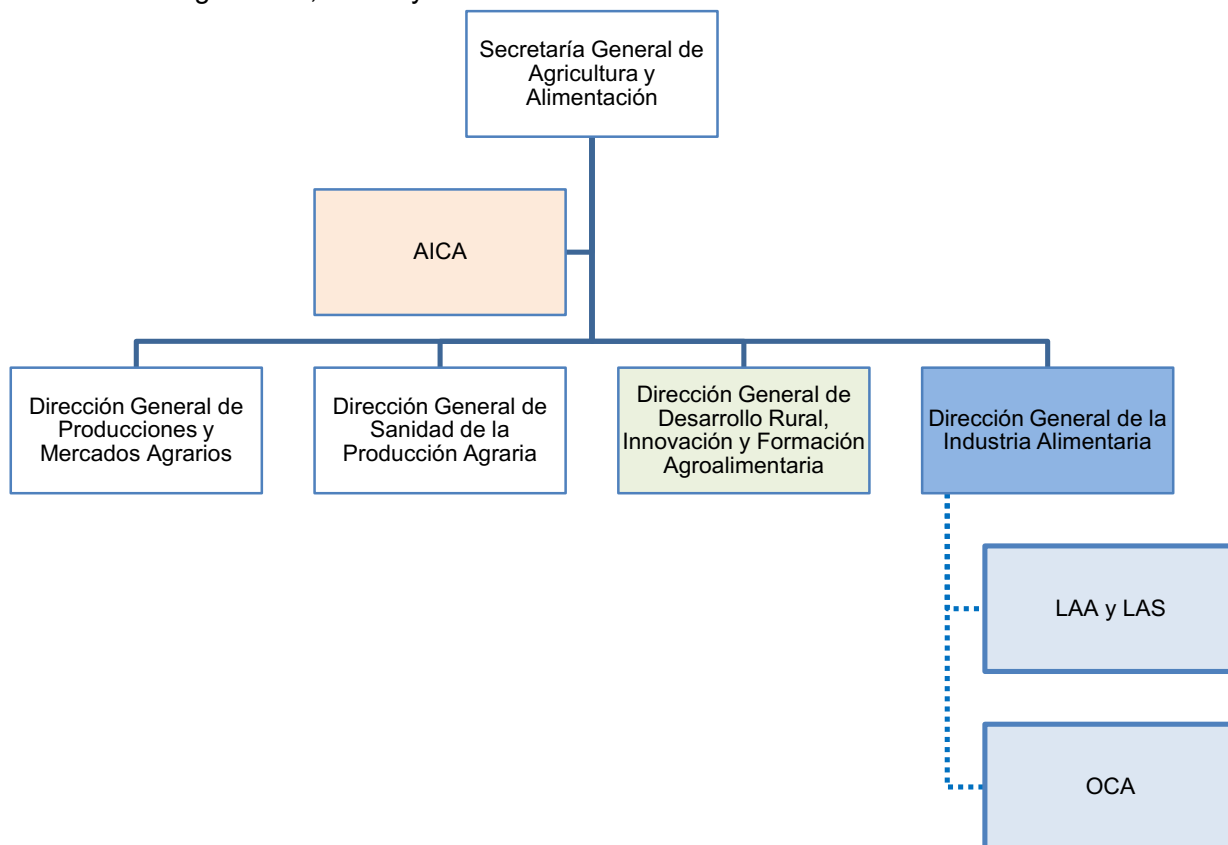 Secretaría General de
Agricultura y
Alimentación
AICA
Dirección General de
Producciones y
Mercados Agrarios
Dirección General de
Sanidad de la
Producción Agraria
Dirección General de
Desarrollo Rural,
Innovación y Formación
Agroalimentaria
Dirección General de la
Industria Alimentaria
LAA y LAS
OCA